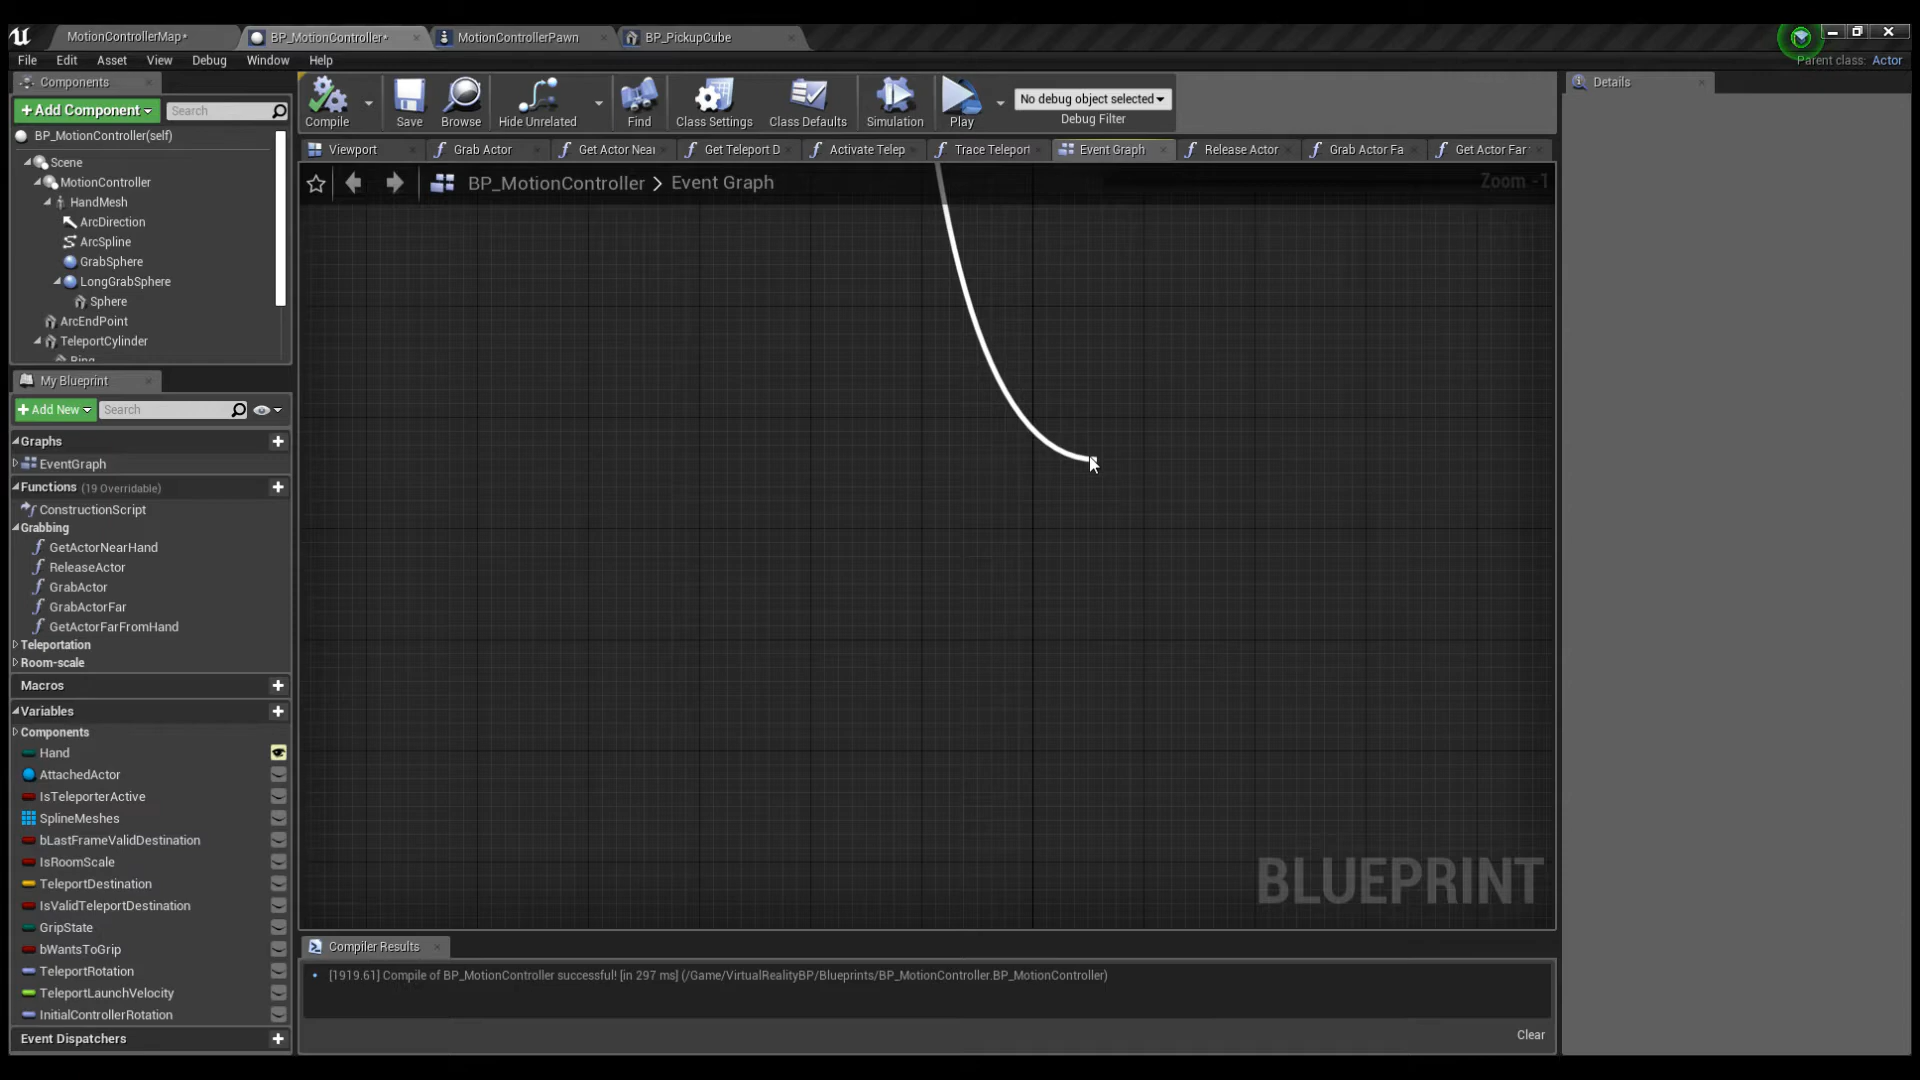 MotionControllerMap*
BP_MotionController*
MotionControllerPawn
BP_PickupCube
File Edit Asset View Debug Window Help
Parent class: Actor
Components
+Add Component
Search
BP_MotionController(self)
Scene
MotionController
HandMesh
ArcDirection
ArcSpline
GrabSphere
LongGrabSphere
Sphere
ArcEndPoint
TeleportCylinder
Ring
Compile
Save
Browse
Hide Unrelated
Find
Class Settings
Class Defaults
Simulation
Play
No debug object selected
Debug Filter
Details
Viewport
Grab Actor
Get Actor Near
Get Teleport D
Activate Telep
Trace Teleport
Event Graph
Release Actor
Grab Actor Fa
Get Actor Far
BP_MotionController > Event Graph
Zoom -1
My Blueprint
+Add New
Search
Graphs
EventGraph
Functions (19 Overridable)
ConstructionScript
Grabbing
GetActorNearHand
ReleaseActor
GrabActor
GrabActorFar
GetActorFarFromHand
Teleportation
Room-scale
Macros
Variables
Components
Hand
AttachedActor
IsTeleporterActive
SplineMeshes
bLastFrameValidDestination
IsRoomScale
TeleportDestination
IsValidTeleportDestination
GripState
bWantsToGrip
TeleportRotation
TeleportLaunchVelocity
InitialControllerRotation
Event Dispatchers
BLUEPRINT
Compiler Results
[1919.61] Compile of BP_MotionController successful! [in 297 ms] (/Game/VirtualRealityBP/Blueprints/BP_MotionController.BP_MotionController)
Clear